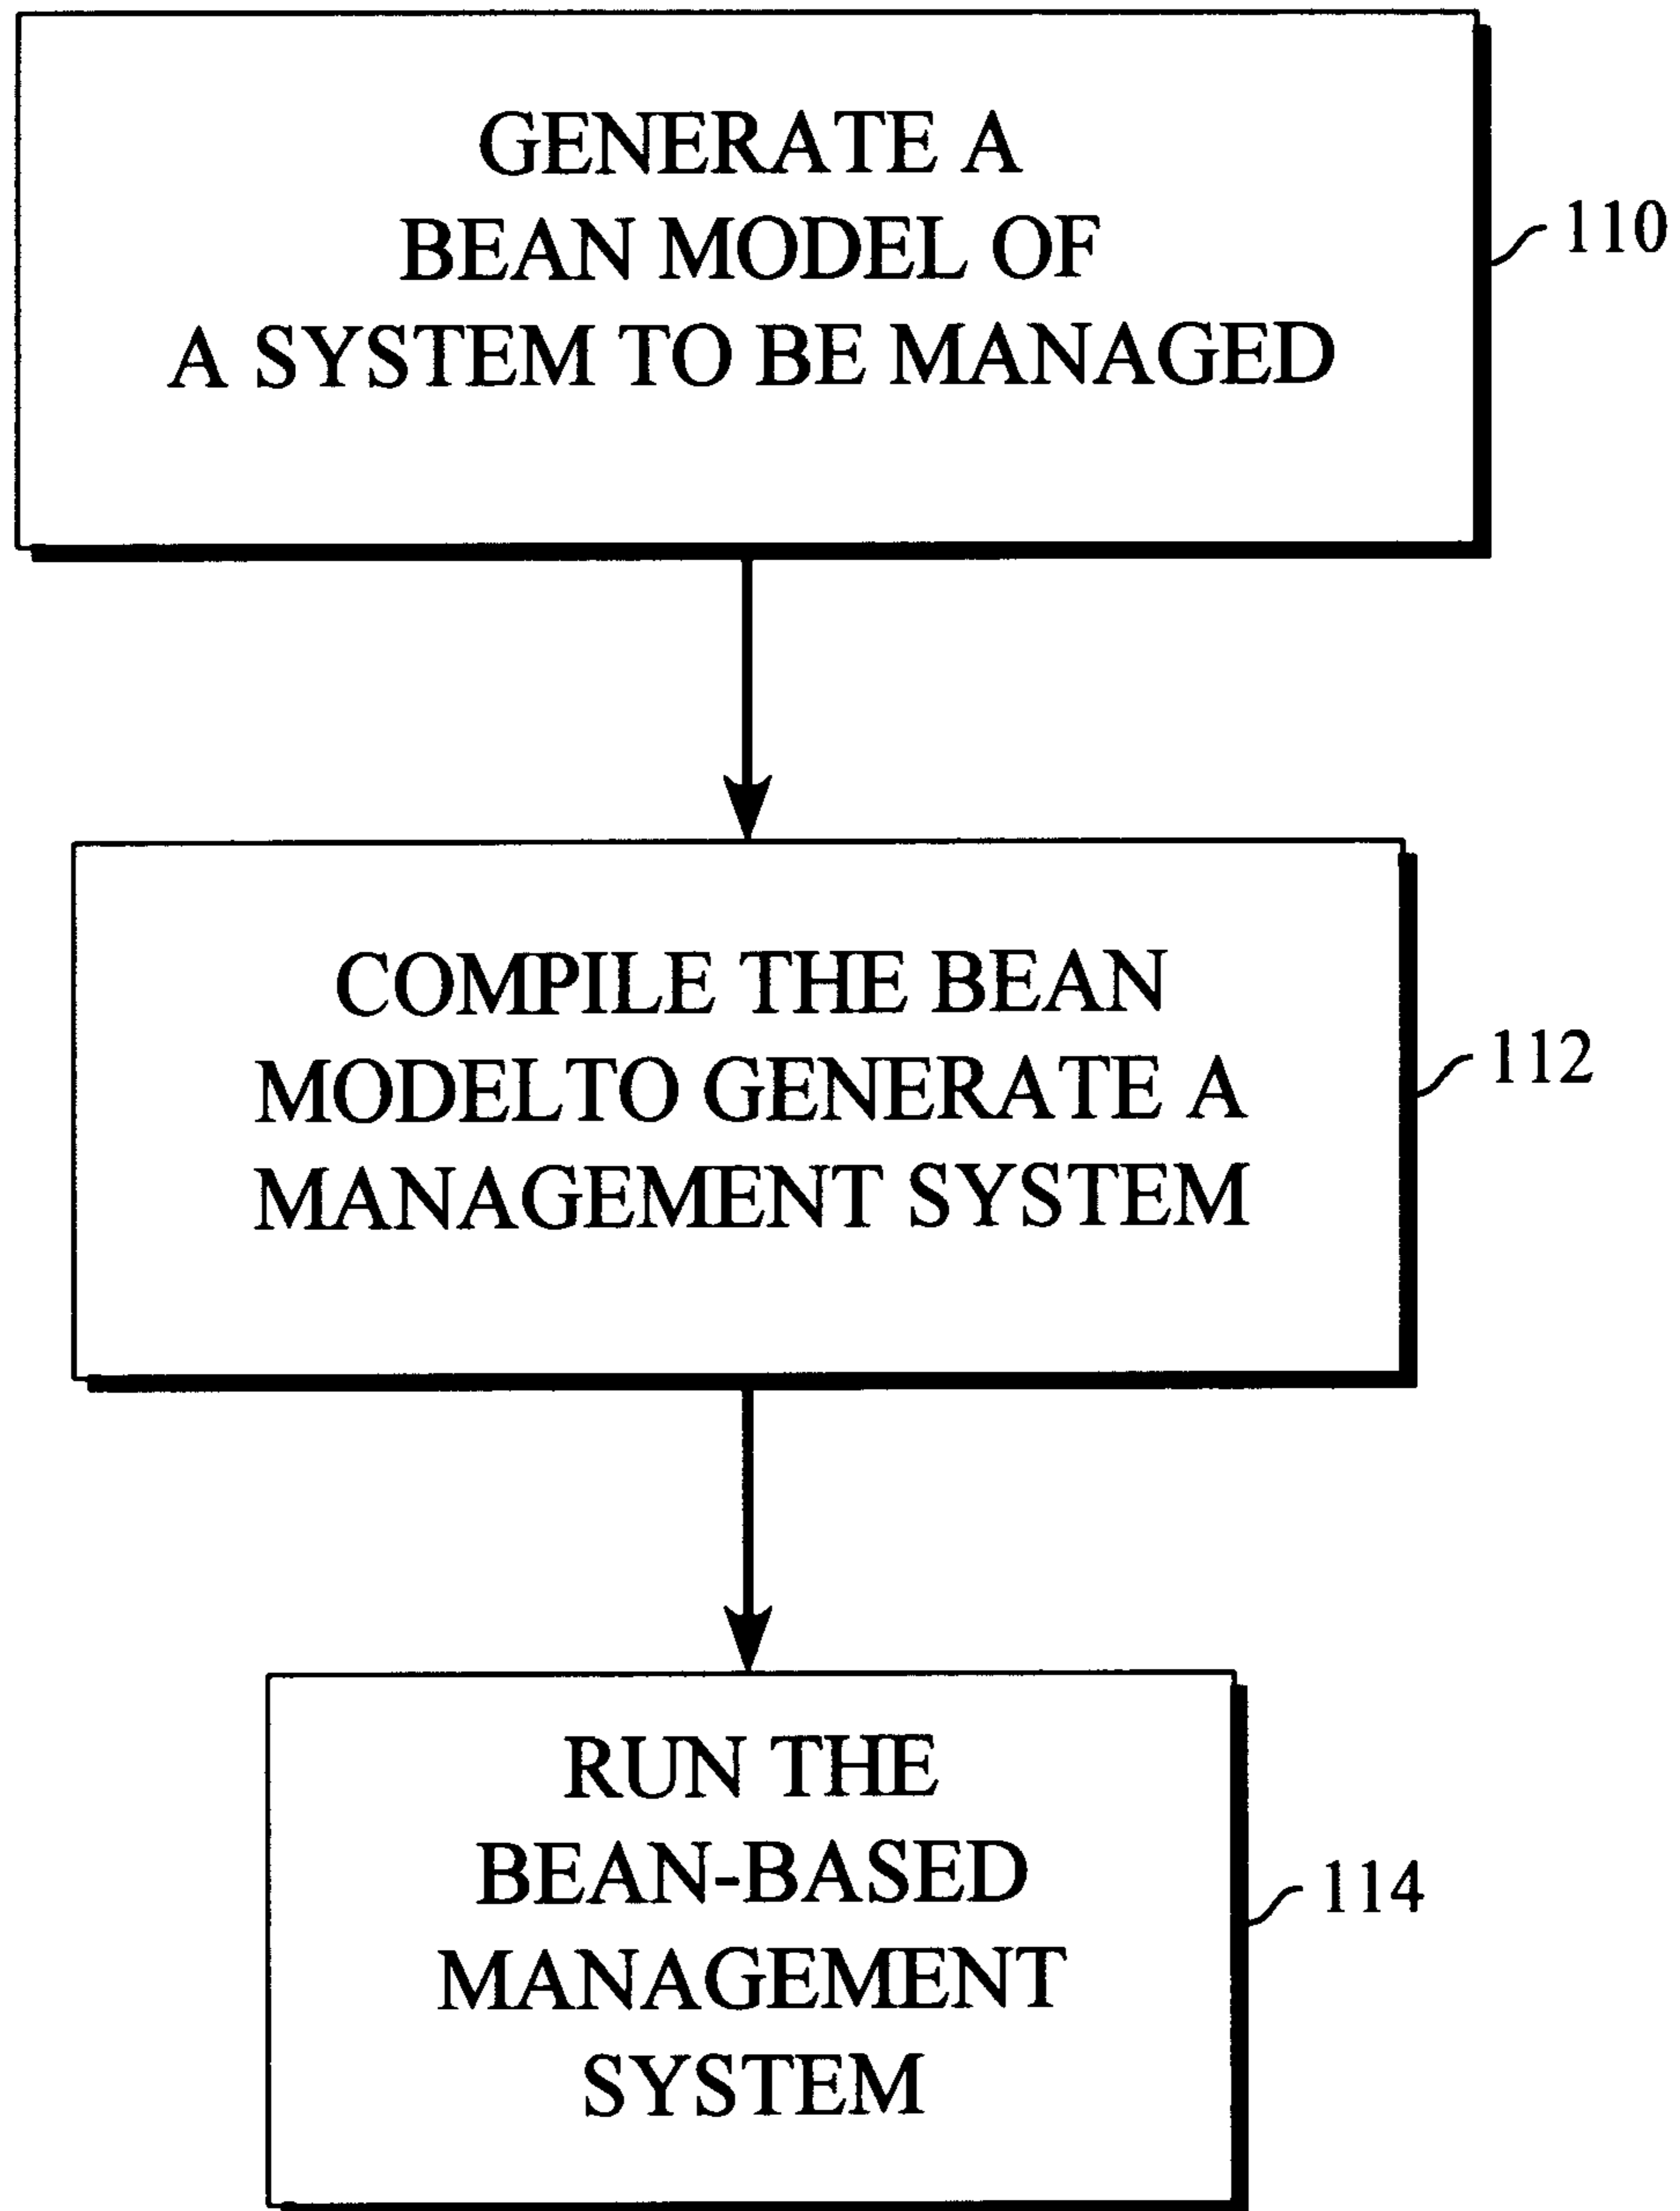 GENERATE A
BEAN MODEL OF
A SYSTEM TO BE MANAGED
110
COMPILE THE BEAN
MODELTO GENERATE A
MANAGEMENT SYSTEM
112
RUN THE
BEAN-BASED
MANAGEMENT
SYSTEM
114